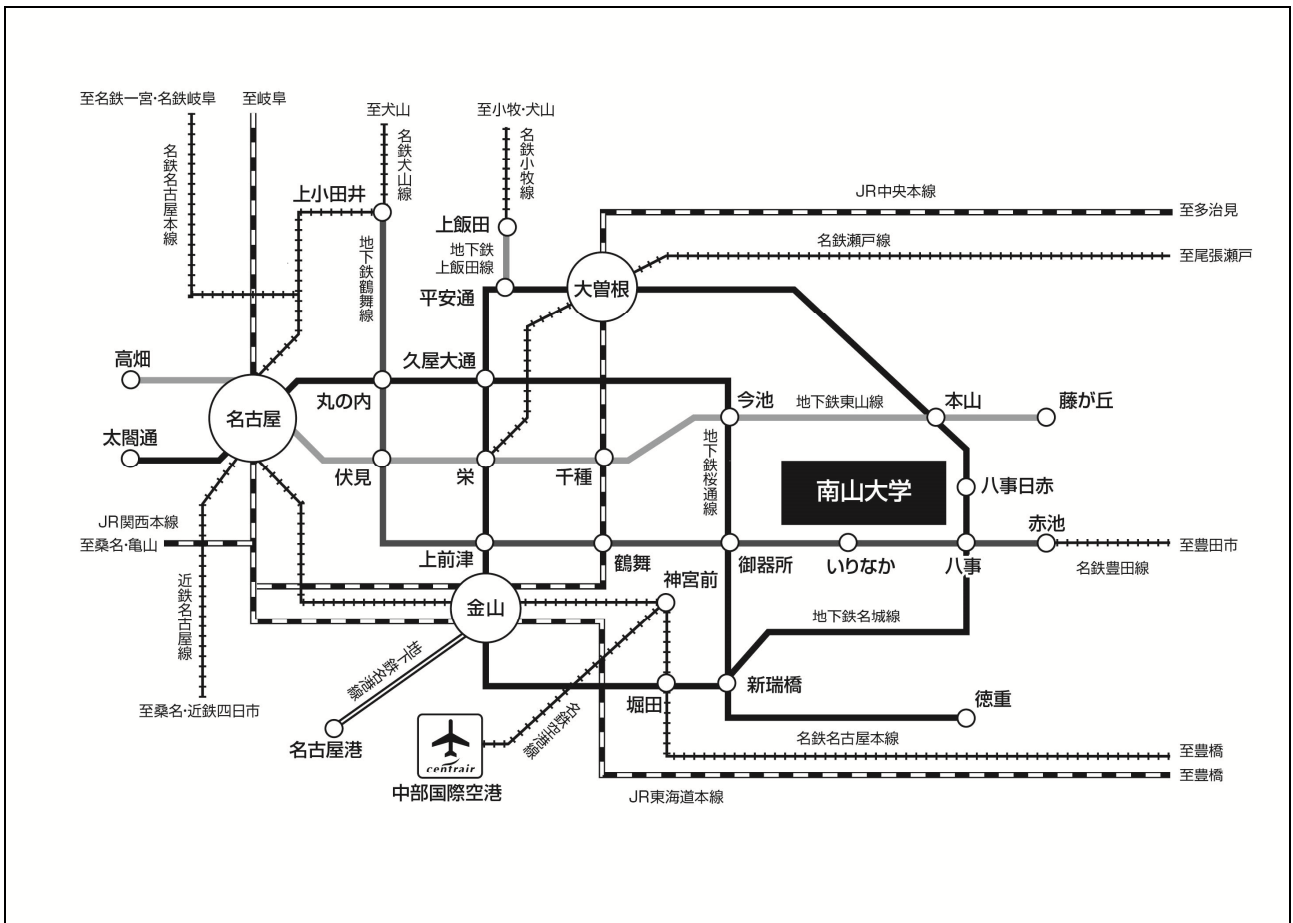 至名鉄一宮・名鉄岐阜
至岐阜
至犬山
至小牧・犬山
名鉄名古屋本線
名鉄犬山線
名鉄小牧線
上小田井
JR中央本線
至多治見
上飯田
名鉄瀬戸線
至尾張瀬戸
地下鉄鶴舞線
地下鉄
上飯田線
平安通
大曽根
高畑
久屋大通
丸の内
今池
地下鉄東山線
本山
藤が丘
名古屋
太閤通
伏見
栄
千種
地下鉄桜通線
南山大学
八事日赤
JR関西本線
至桑名・亀山
赤池
至豊田市
上前津
鶴舞
御器所
いりなか
八事
名鉄豊田線
近鉄名古屋線
神宮前
金山
地下鉄名城線
地下鉄名港線
至桑名・近鉄四日市
堀田
新瑞橋
徳重
名古屋港
centrair
名鉄空港線
名鉄名古屋本線
至豊橋
中部国際空港
JR東海道本線
至豊橋